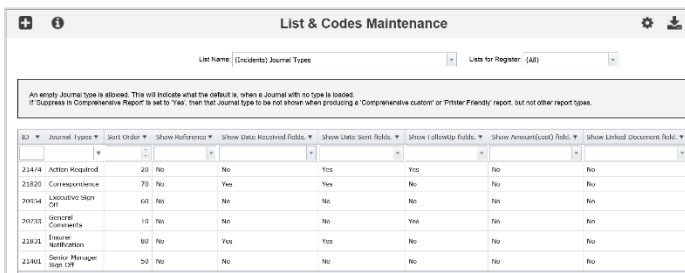 List & Codes Maintenance
List Name: (Incidents) Journal Types Lists for Register: (All)
An empty Journal type is allowed. This will indicate what the default is, when a Journal with no type is loaded.
If 'Suppress in Comprehensive Report' is set to 'Yes', then that Journal type to be not shown when producing a 'Comprehensive custom' or 'Printer Friendly' report, but not other report types.
ID Journal Types Sort Order Show Reference Show Date Received fields. Show Date Sent fields. Show FollowUp fields. Show Amount(cost) field. Show Linked Document field.
21474 Action Required 20 No No Yes Yes No No
21820 Correspondence 70 No Yes Yes No No No
20954 Executive Sign Off 60 No No No No No No
20233 General Comments 10 No No No Yes No No
21831 Insurer Notification 80 No Yes Yes No No No
21401 Senior Manager Sign Off 50 No No No No No No